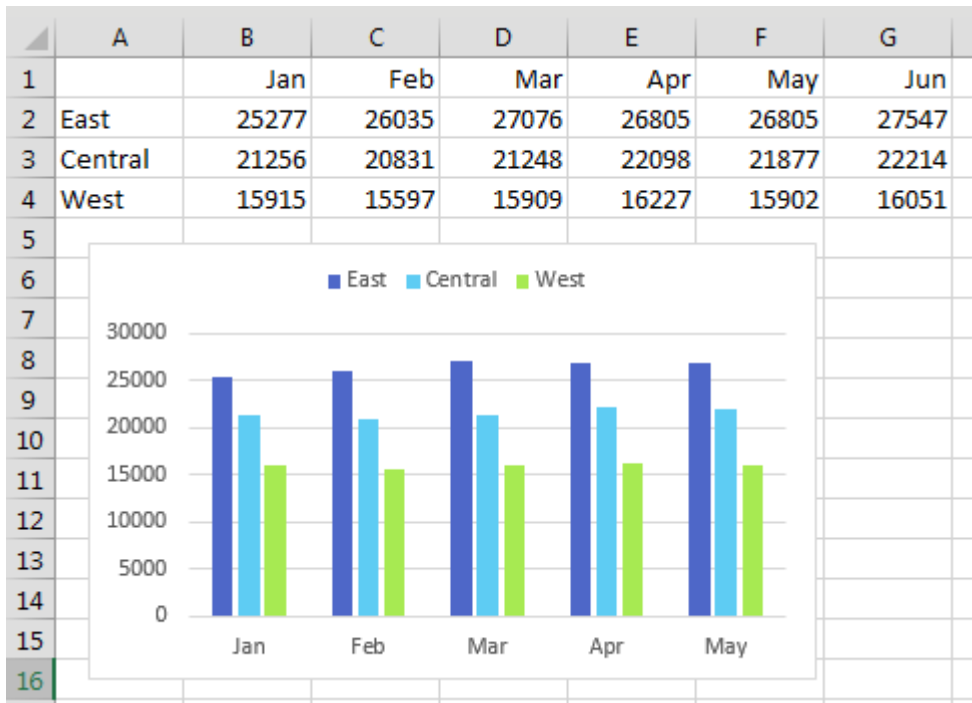 A B C D E F G
1 Jan Feb Mar Apr May Jun
2 East 25277 26035 27076 26805 26805 27547
3 Central 21256 20831 21248 22098 21877 22214
4 West 15915 15597 15909 16227 15902 16051
5
6 East Central West
7
30000
8
25000
9
20000
10
11 15000
12 10000
13 5000
14 0
15 Jan Feb Mar Apr May
16